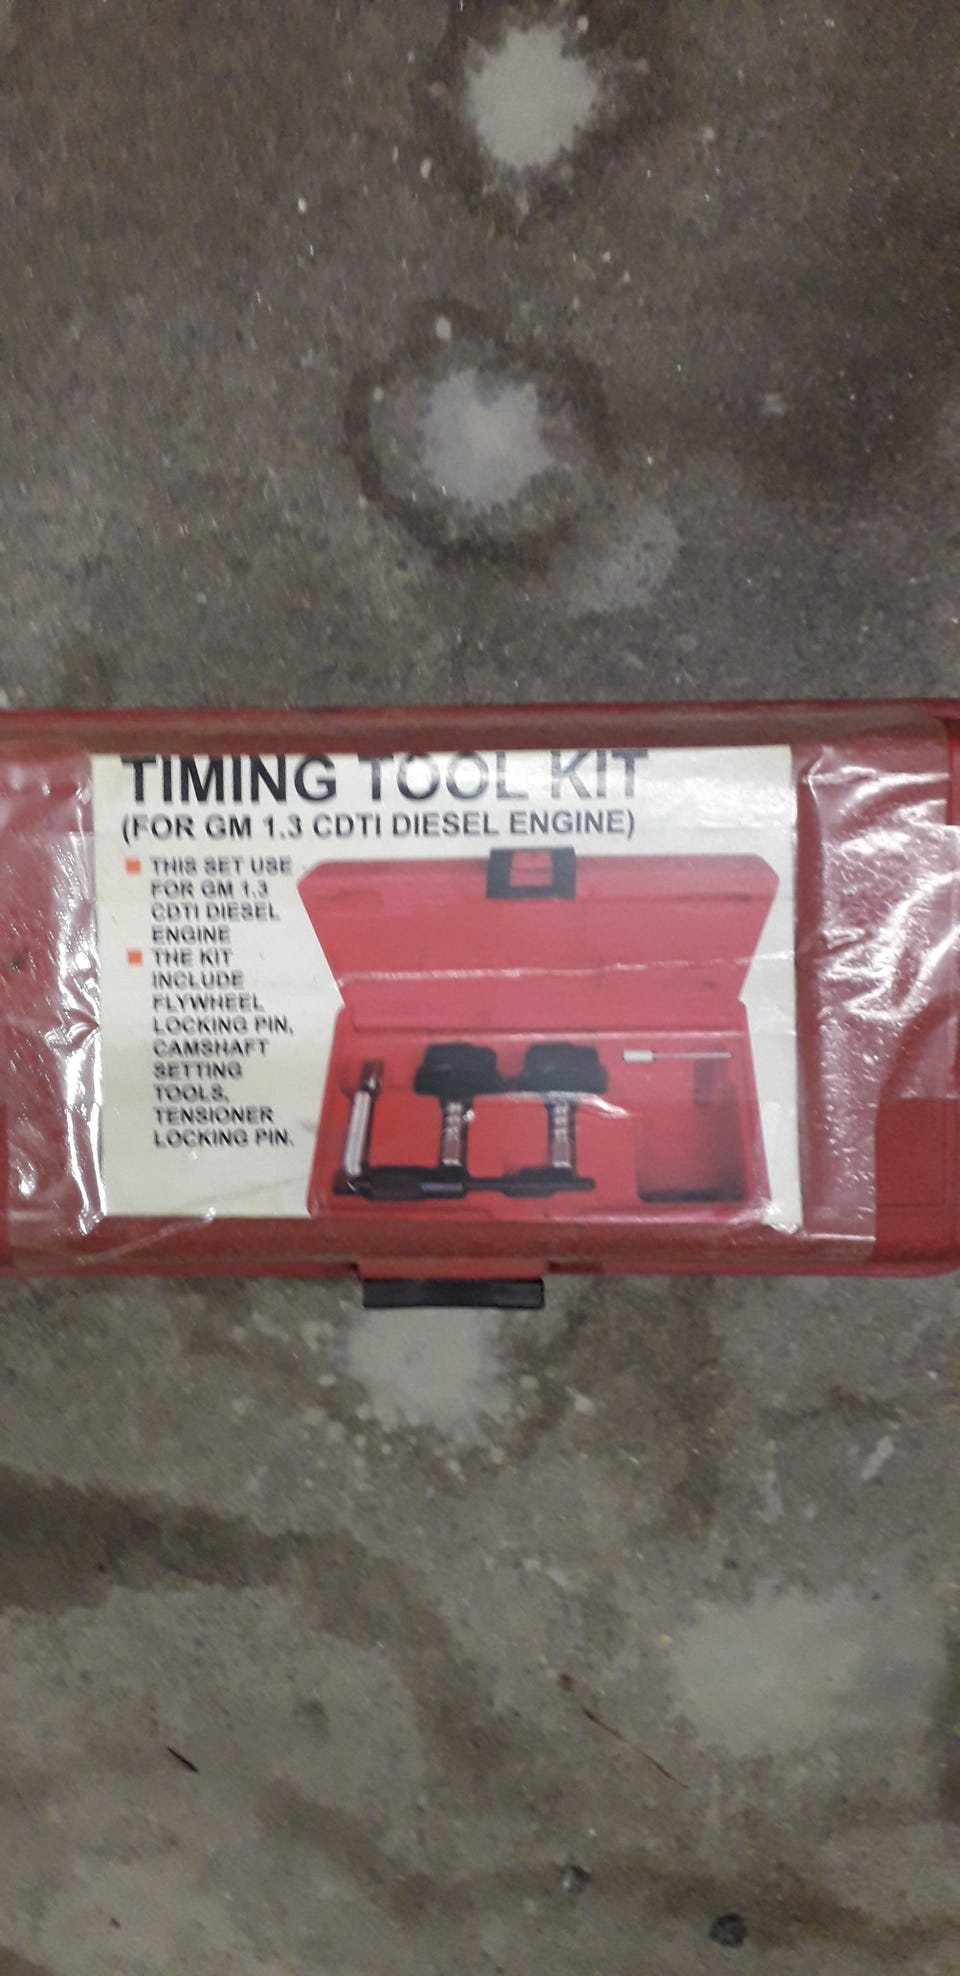 TIMING TOOL KIT
(FOR GM 1.3 CDTI DIESEL ENGINE)
THIS SET USE
FOR GM 1.3
CDTI DIESEL
ENGINE
THE KIT
INCLUDE
FLYWHEEL
LOCKING PIN,
CAMSHAFT
SETTING
TOOLS,
TENSIONER
LOCKING PIN.